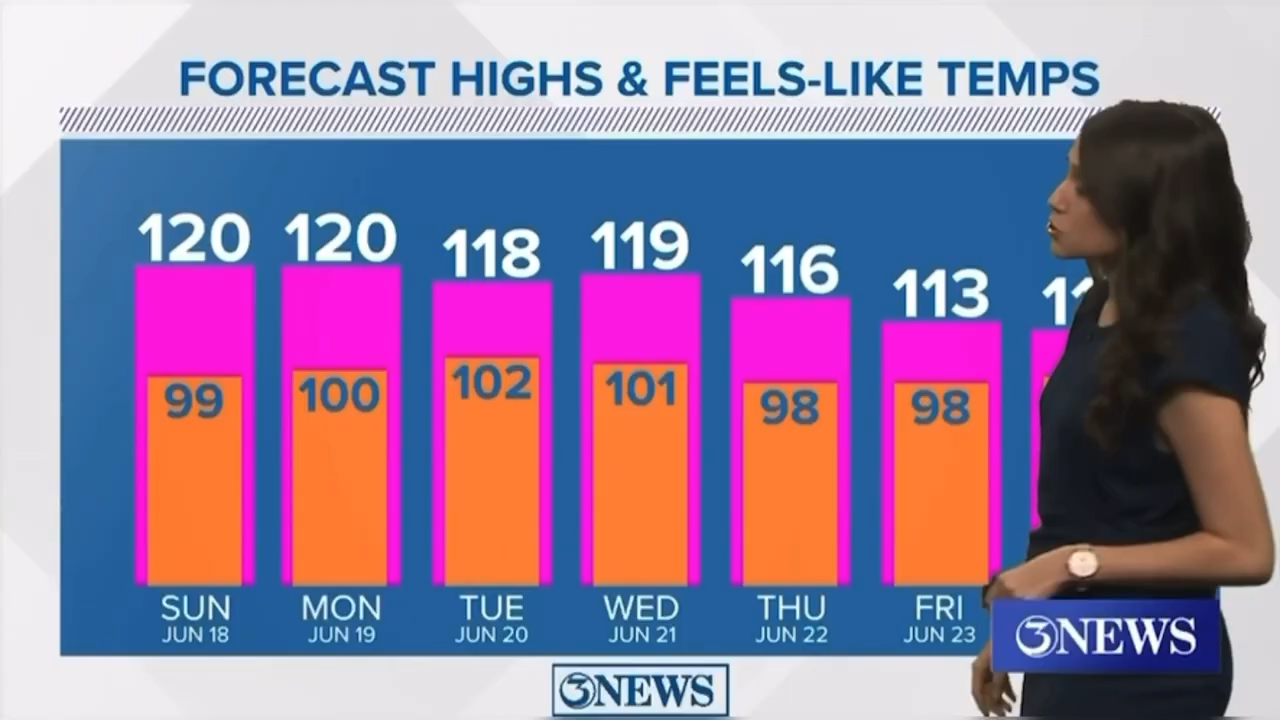 FORECAST HIGHS & FEELS-LIKE TEMPS
120 120 118 119 116 113
99 100 102 101 98 98
SUN MON TUE WED THU FRI
JUN 18 JUN 19 JUN 20 JUN 21 JUN 22 JUN 23
3NEWS
3NEWS